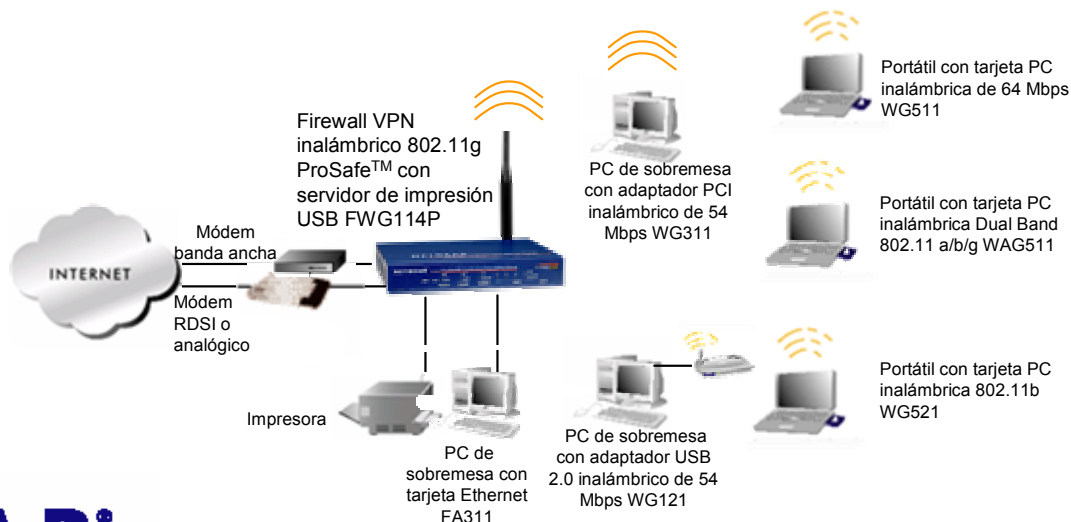 Firewall VPN
inalámbrico 802.11g
ProSafe™ con
servidor de impresión
USB FWG114P
Módem
banda ancha
INTERNET
Módem
RDSI o
analógico
Impresora
PC de
sobremesa con
tarjeta Ethernet
FA311
PC de sobremesa
con adaptador PCI
inalámbrico de 54
Mbps WG311
PC de sobremesa
con adaptador USB
2.0 inalámbrico de 54
Mbps WG121
Portátil con tarjeta PC
inalámbrica de 64 Mbps
WG511
Portátil con tarjeta PC
inalámbrica Dual Band
802.11 a/b/g WAG511
Portátil con tarjeta PC
inalámbrica 802.11b
WG521